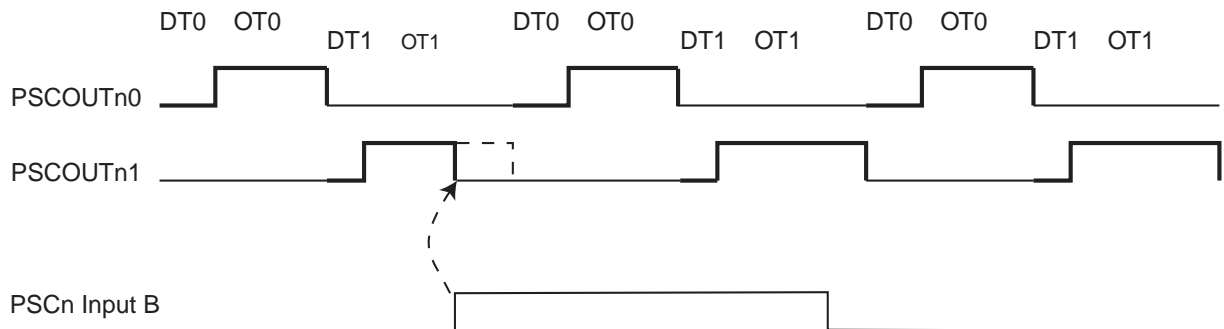 DT0 OT0 DT1 OT1 DT0 OT0 DT1 OT1 DT0 OT0 DT1 OT1
PSCOUTn0
PSCOUTn1
PSCn Input B